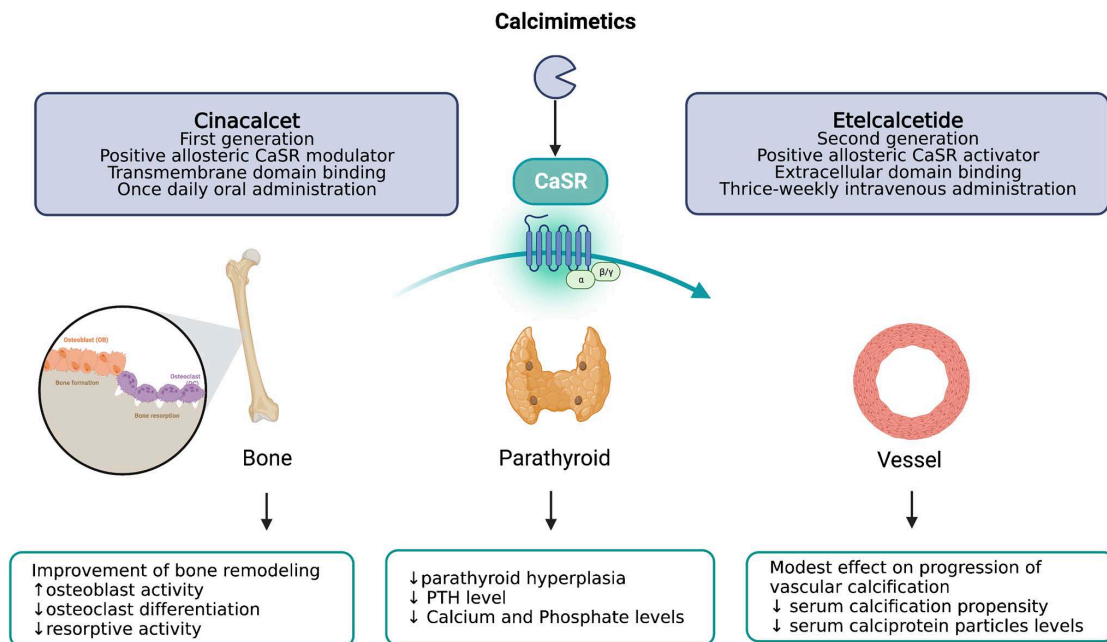 Calcimimetics
Cinacalcet
First generation
Positive allosteric CaSR modulator
Transmembrane domain binding
Once daily oral administration
CaSR
α
β/γ
Etelcalcetide
Second generation
Positive allosteric CaSR activator
Extracellular domain binding
Thrice-weekly intravenous administration
Osteoblast (OB)
Bone formation
Osteoclast
(OC)
Bone resorption
Bone
Parathyroid
Vessel
Improvement of bone remodeling
↑osteoblast activity
↓osteoclast differentiation
↓resorptive activity
↓parathyroid hyperplasia
↓ PTH level
↓ Calcium and Phosphate levels
Modest effect on progression of
vascular calcification
↓ serum calcification propensity
↓ serum calciprotein particles levels